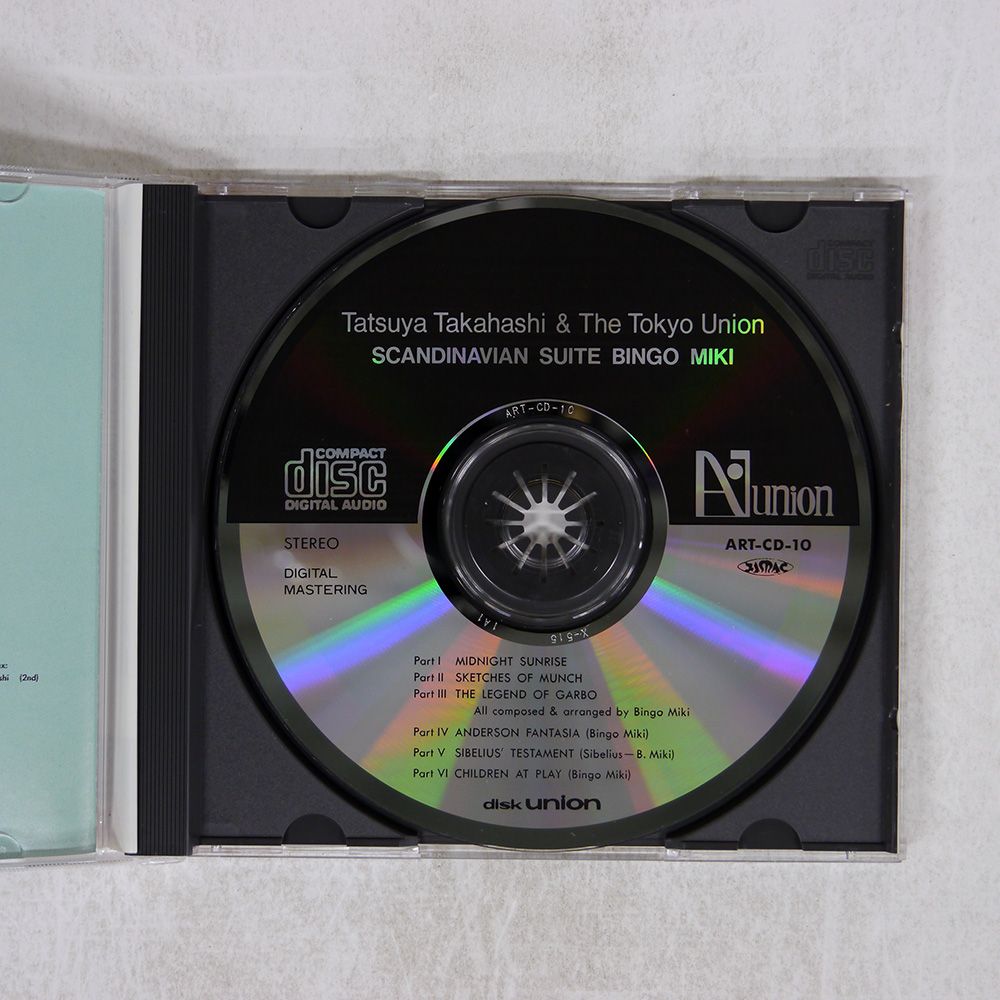 Tatsuya Takahashi & The Tokyo Union
SCANDINAVIAN SUITE BINGO MIKI
ART-CD-10
COMPACT
disc
DIGITAL AUDIO
COMPACT
disc
DIGITAL AUDIO
union
STEREO
DIGITAL
MASTERING
ART-CD-10
1A1
X-515
Part I MIDNIGHT SUNRISE
Part II SKETCHES OF MUNCH
Part III THE LEGEND OF GARBO
All composed & arranged by Bingo Miki
Part IV ANDERSON FANTASIA (Bingo Miki)
Part V SIBELIUS' TESTAMENT (Sibelius—B. Miki)
Part VI CHILDREN AT PLAY (Bingo Miki)
disk union
(2nd)